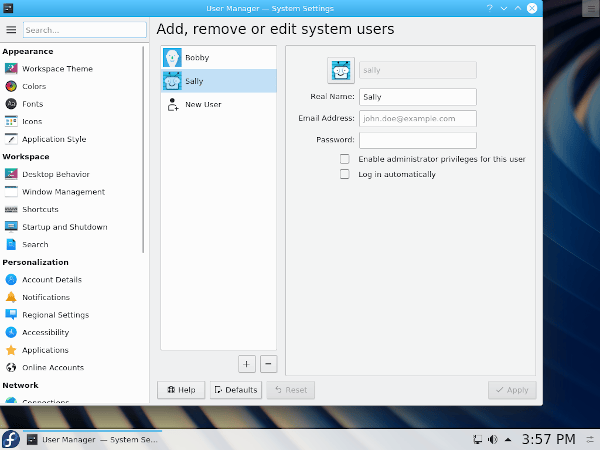 User Manager — System Settings
Search...
Add, remove or edit system users
Appearance
Workspace Theme
Colors
Fonts
Icons
Application Style
Workspace
Desktop Behavior
Window Management
Shortcuts
Startup and Shutdown
Search
Personalization
Account Details
Notifications
Regional Settings
Accessibility
Applications
Online Accounts
Network
Connections
Bobby
Sally
New User
sally
Real Name: Sally
Email Address: john.doe@example.com
Password:
Enable administrator privileges for this user
Log in automatically
Help
Defaults
Reset
Apply
User Manager — System Se...
3:57 PM